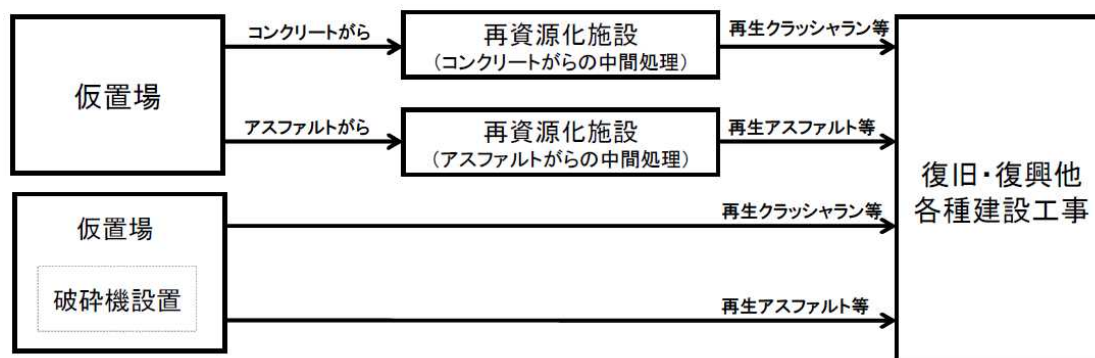 仮置場
コンクリートがら
再資源化施設
（コンクリートがらの中間処理）
再生クラッシャラン等
アスファルトがら
再資源化施設
（アスファルトがらの中間処理）
再生アスファルト等
仮置場
破砕機設置
再生クラッシャラン等
再生アスファルト等
復旧・復興他
各種建設工事